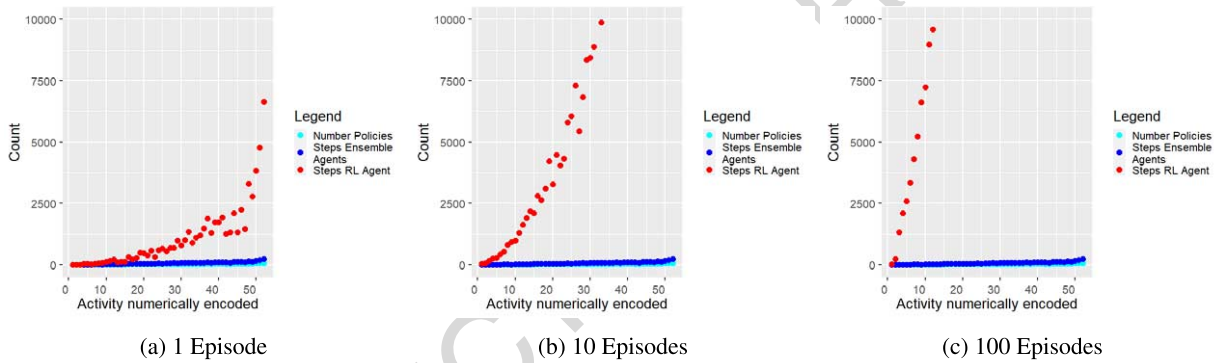 10000
7500
5000
2500
0
Count
0 10 20 30 40 50
Activity numerically encoded
Legend
Number Policies
Steps Ensemble
Agents
Steps RL Agent
(a) 1 Episode
10000
7500
5000
2500
0
Count
0 10 20 30 40 50
Activity numerically encoded
Legend
Number Policies
Steps Ensemble
Agents
Steps RL Agent
(b) 10 Episodes
10000
7500
5000
2500
0
Count
0 10 20 30 40 50
Activity numerically encoded
Legend
Number Policies
Steps Ensemble
Agents
Steps RL Agent
(c) 100 Episodes